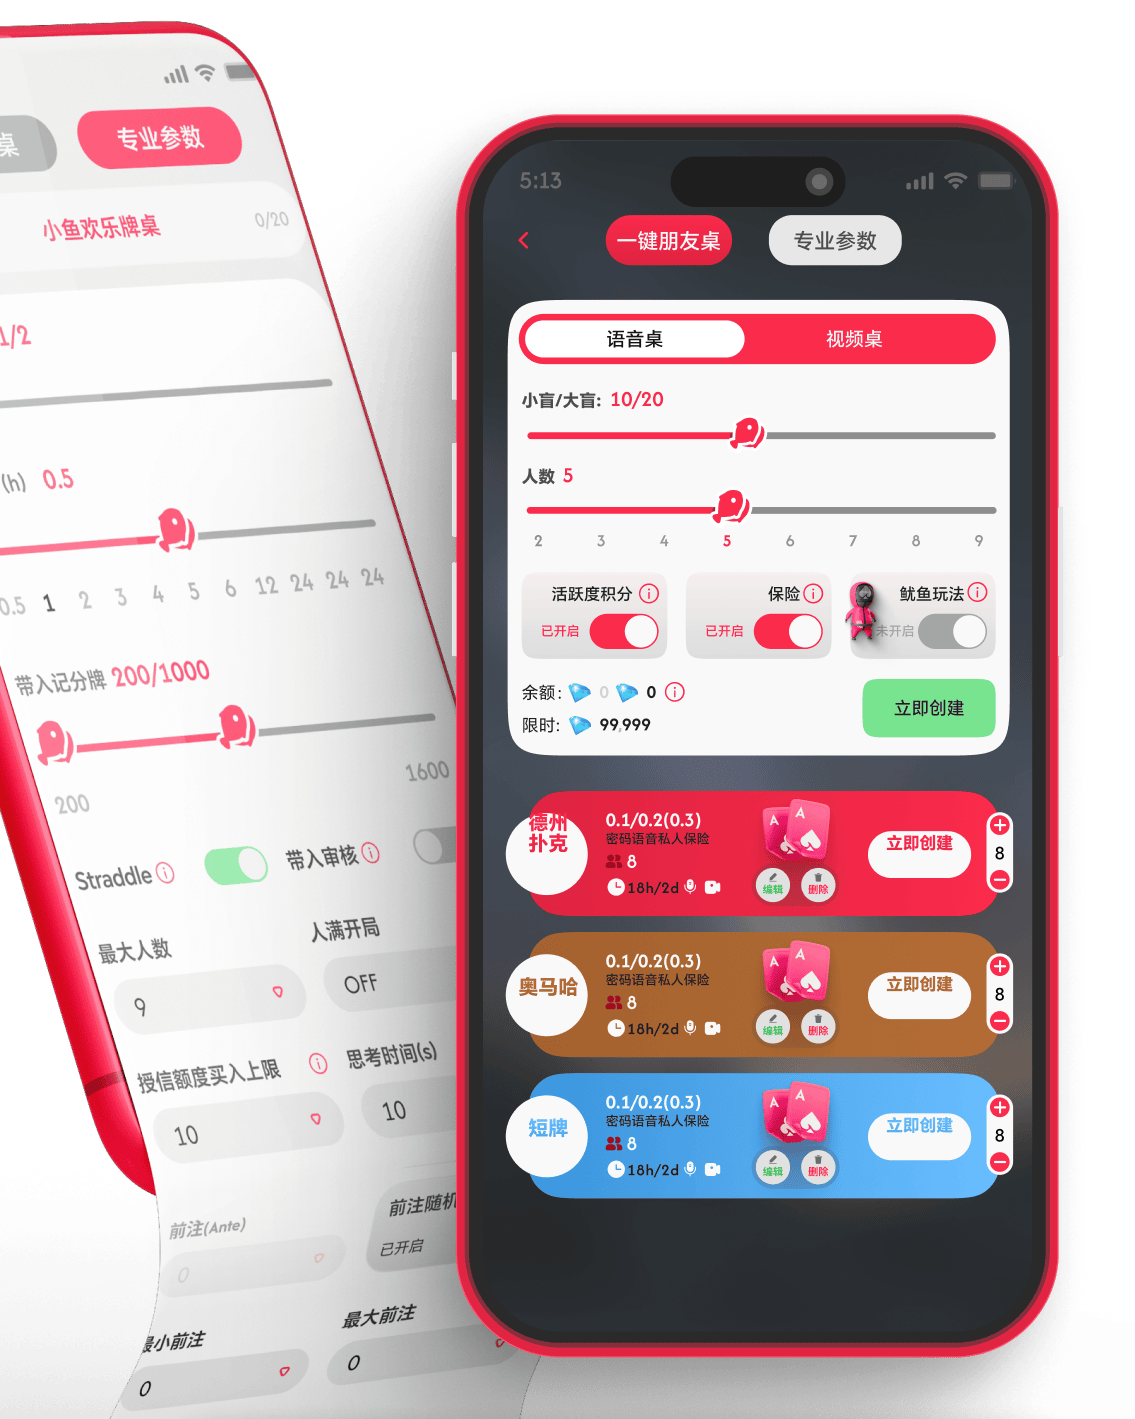 桌
专业参数
小鱼欢乐牌桌
0/20
1/2
(h) 0.5
0.5 1 2 3 4 5 6 12 24 24 24
带入记分牌 200/1000
200
1600
Straddle
带入审核
最大人数
人满开局
9
OFF
授信额度买入上限
思考时间(s)
10
10
前注(Ante)
前注随机
0
已开启
最小前注
最大前注
0
0
5:13
一键朋友桌
专业参数
语音桌
视频桌
小盲/大盲: 10/20
人数 5
2 3 4 5 6 7 8 9
活跃度积分
已开启
保险
已开启
鱿鱼玩法
未开启
余额: 0 0
限时: 99,999
立即创建
德州
扑克
0.1/0.2(0.3)
密码语音私人保险
8
18h/2d
A
A
编辑
删除
立即创建
8
奥马哈
0.1/0.2(0.3)
密码语音私人保险
8
18h/2d
A
A
编辑
删除
立即创建
8
短牌
0.1/0.2(0.3)
密码语音私人保险
8
18h/2d
A
A
编辑
删除
立即创建
8